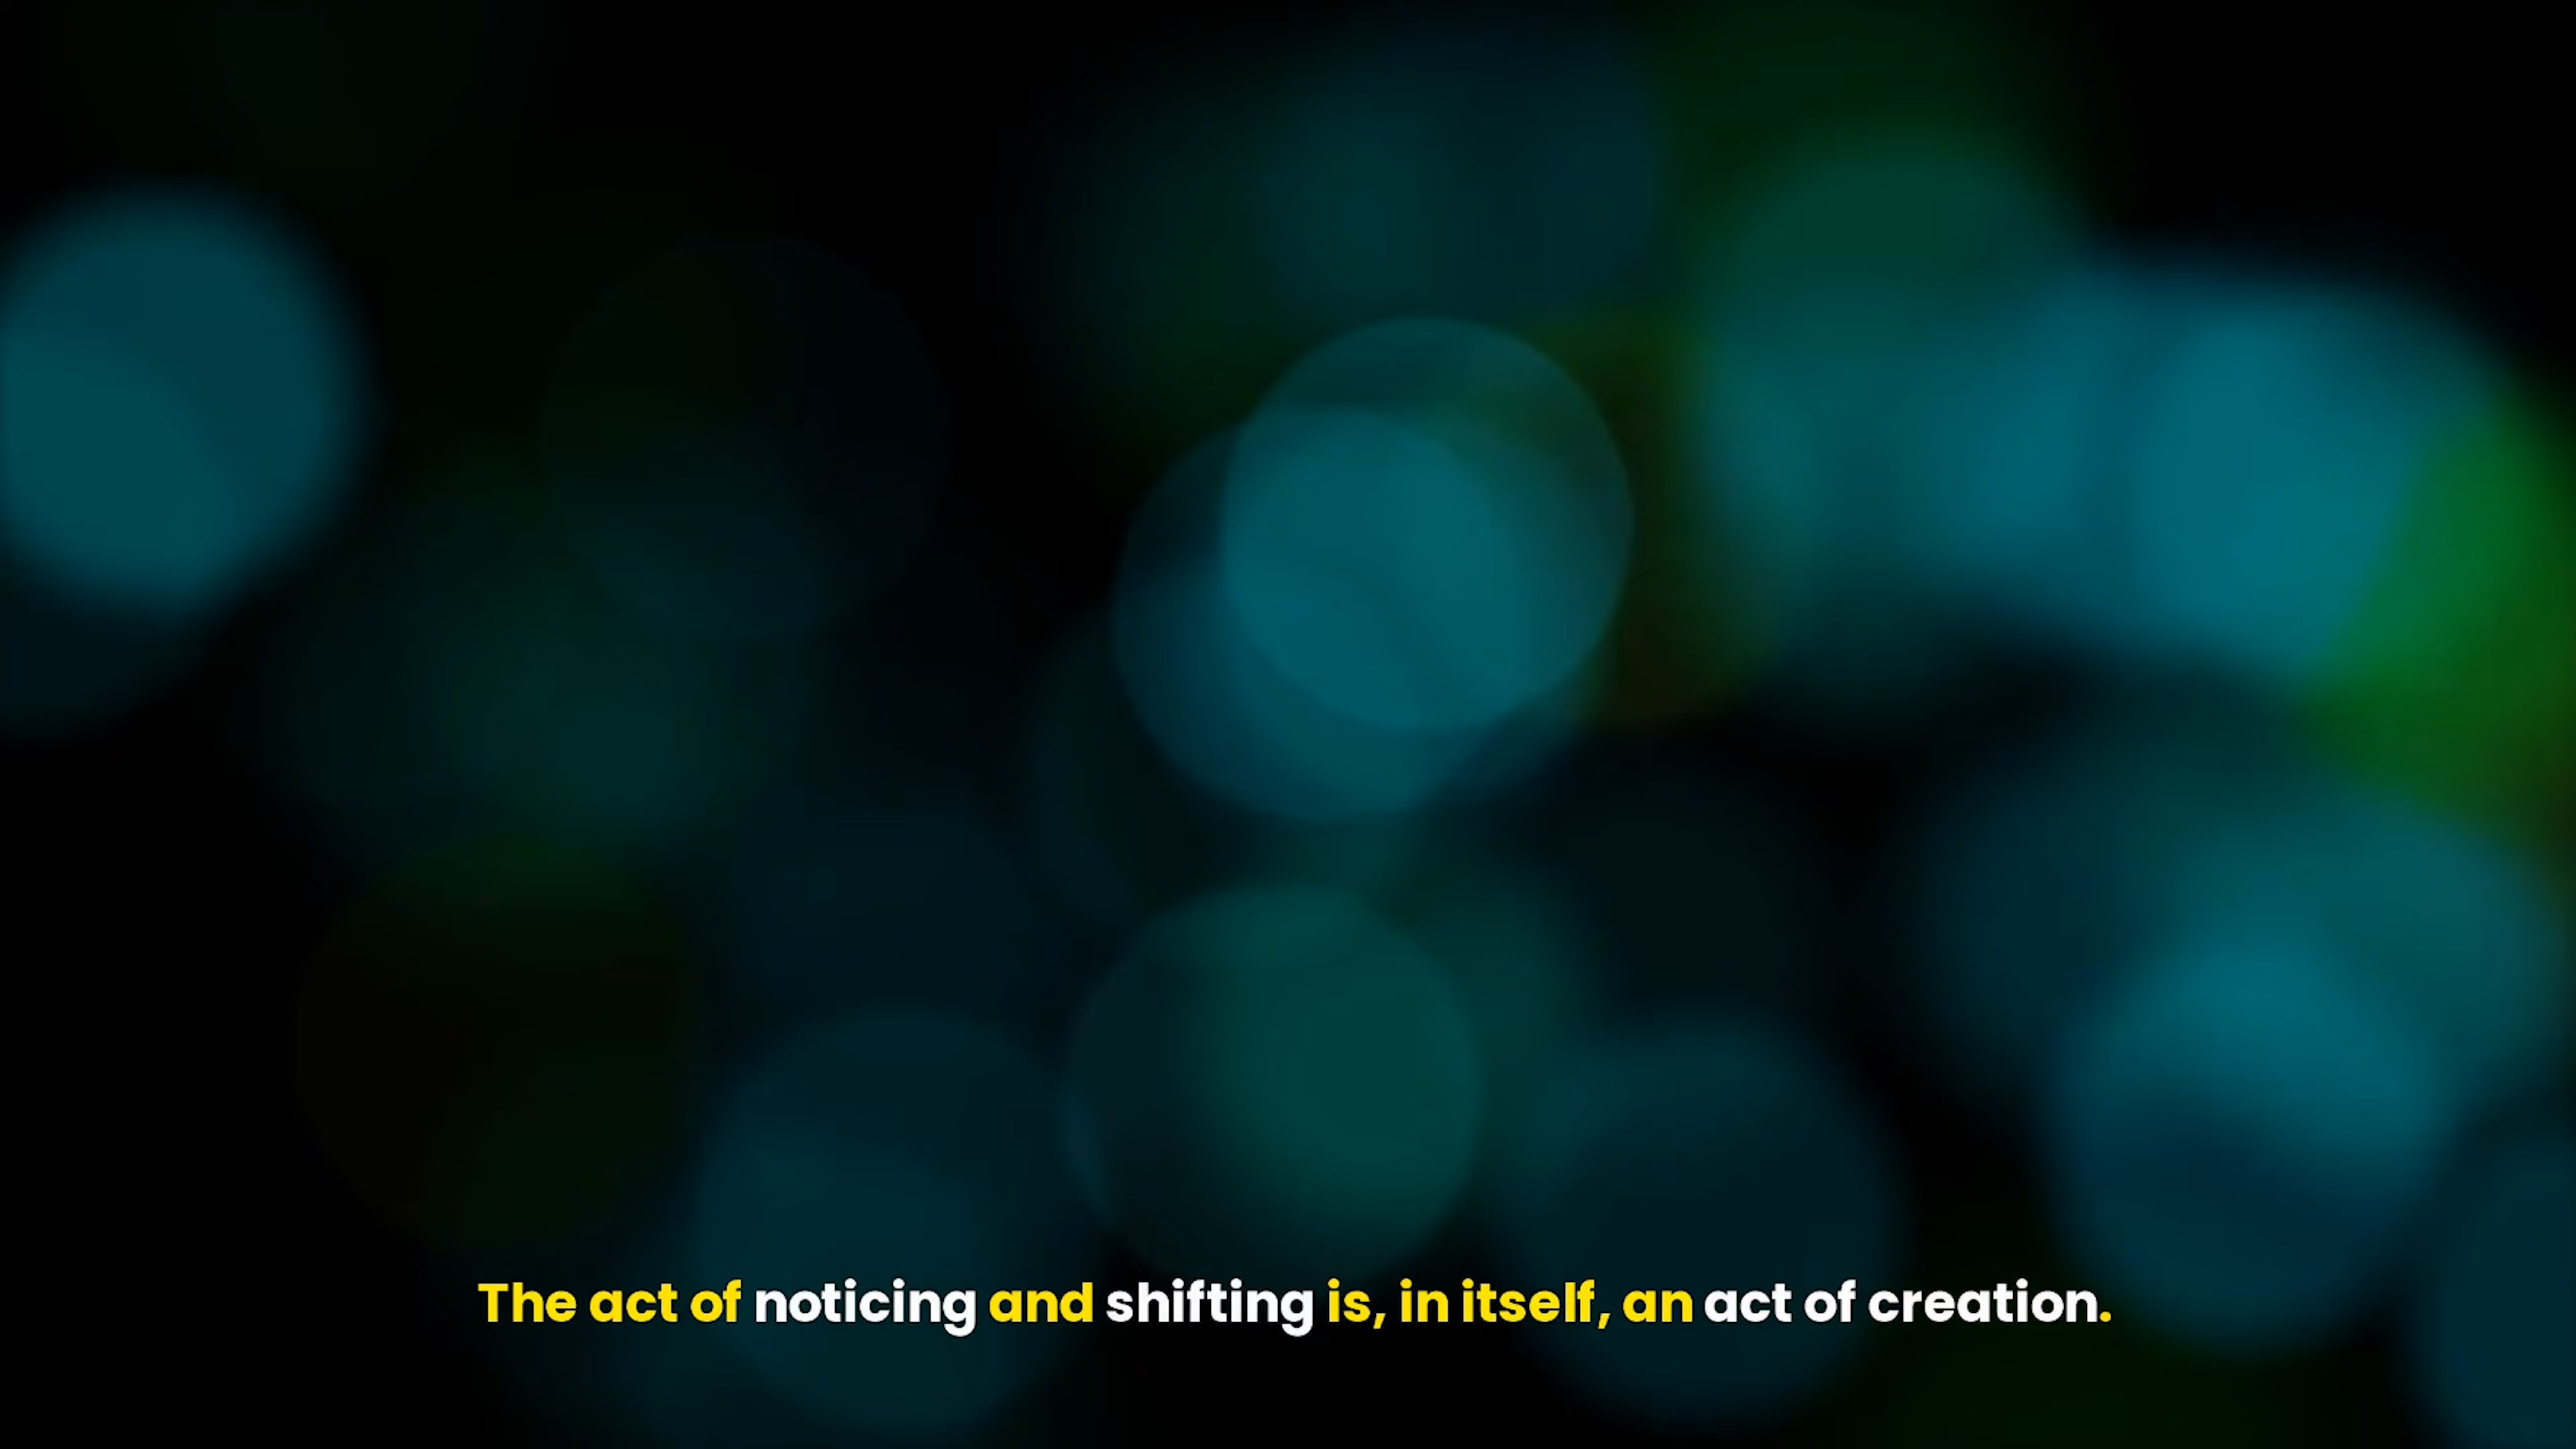 The act of noticing and shifting is, in itself, an act of creation.